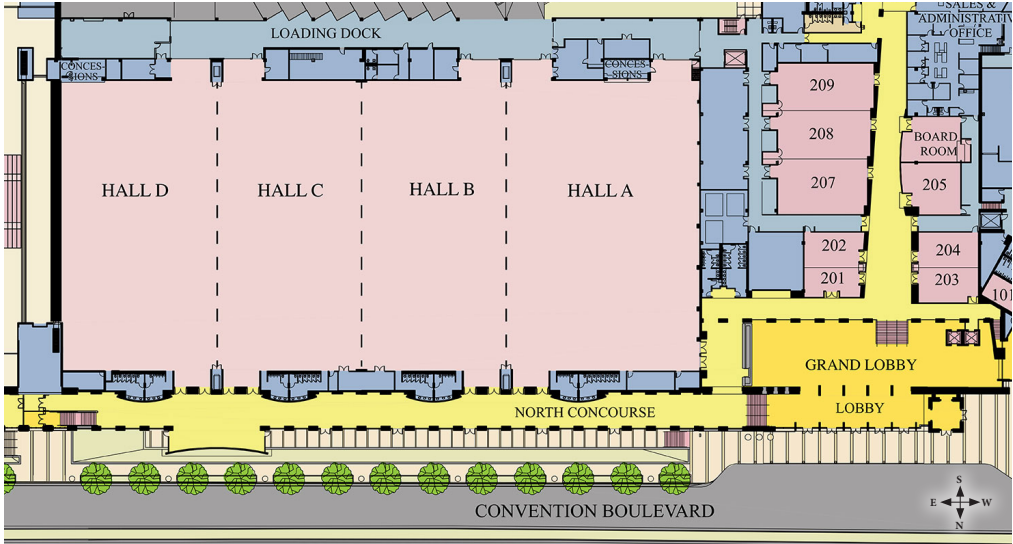 SALES &
ADMINISTRATIV
OFFICE
LOADING DOCK
CONCES-
SIONS
CONCES-
SIONS
209
208
BOARD
ROOM
207
205
HALL D
HALL C
HALL B
HALL A
202
204
201
203
101
GRAND LOBBY
LOBBY
NORTH CONCOURSE
CONVENTION BOULEVARD
S
E
W
N